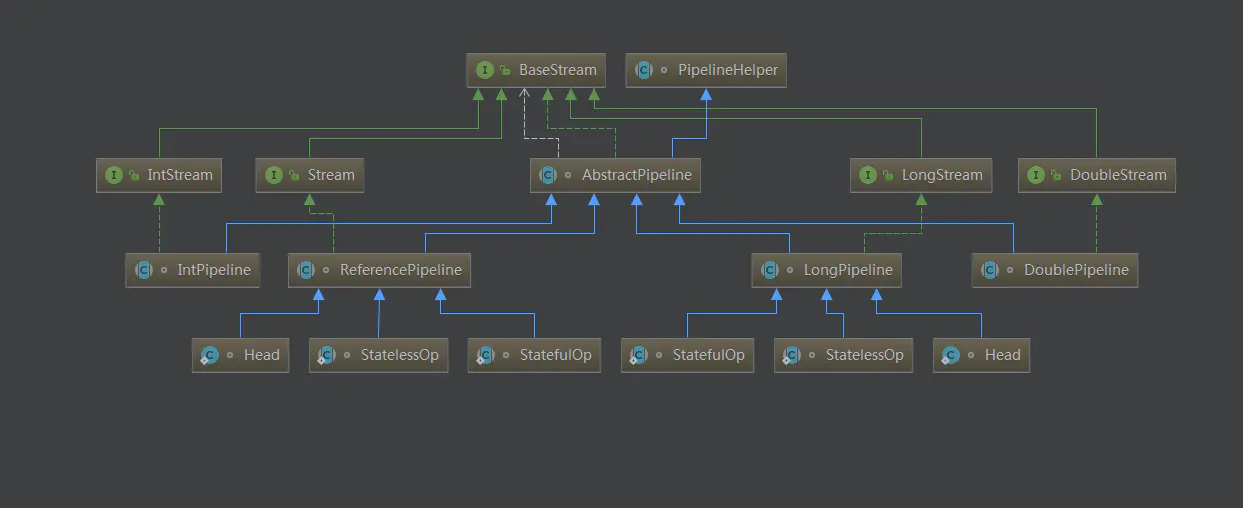 BaseStream PipelineHelper
IntStream Stream AbstractPipeline LongStream DoubleStream
IntPipeline ReferencePipeline LongPipeline DoublePipeline
Head StatelessOp StatefulOp StatefulOp StatelessOp Head